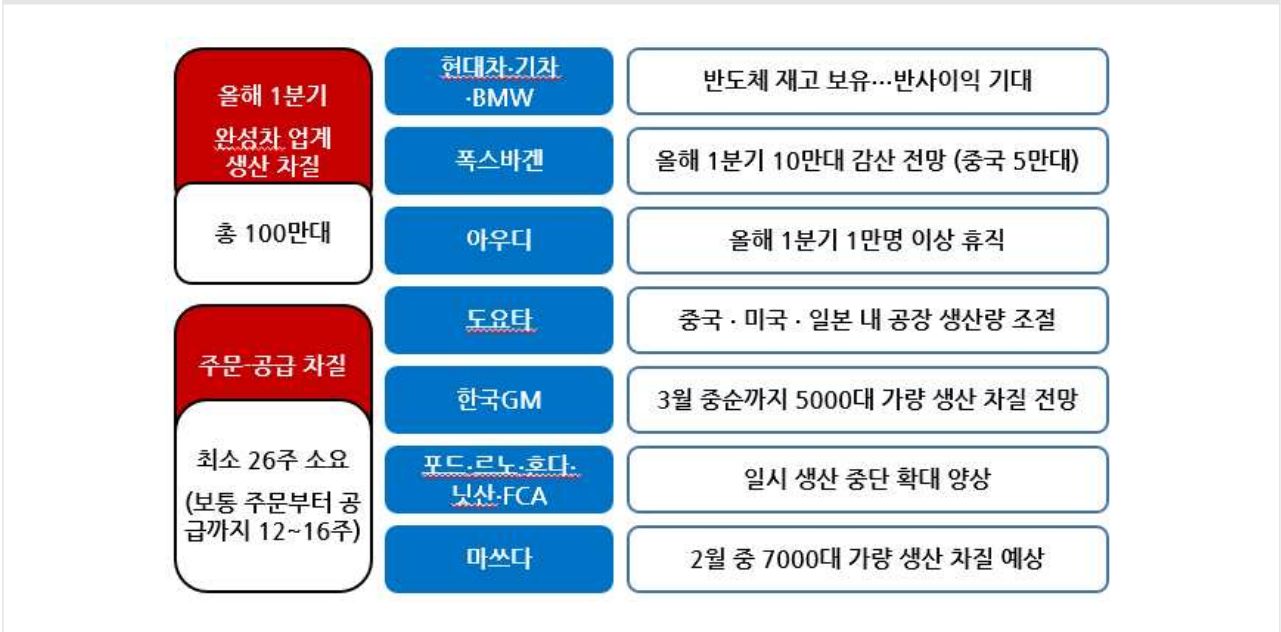 올해 1분기
완성차 업계
생산 차질
총 100만대
주문-공급 차질
최소 26주 소요
(보통 주문부터 공
급까지 12~16주)
현대차·기차
·BMW
반도체 재고 보유…반사이익 기대
폭스바겐
올해 1분기 10만대 감산 전망 (중국 5만대)
아우디
올해 1분기 1만명 이상 휴직
도요타
중국 · 미국 · 일본 내 공장 생산량 조절
한국GM
3월 중순까지 5000대 가량 생산 차질 전망
포드·르노·혼다·
닛산·FCA
일시 생산 중단 확대 양상
마쓰다
2월 중 7000대 가량 생산 차질 예상